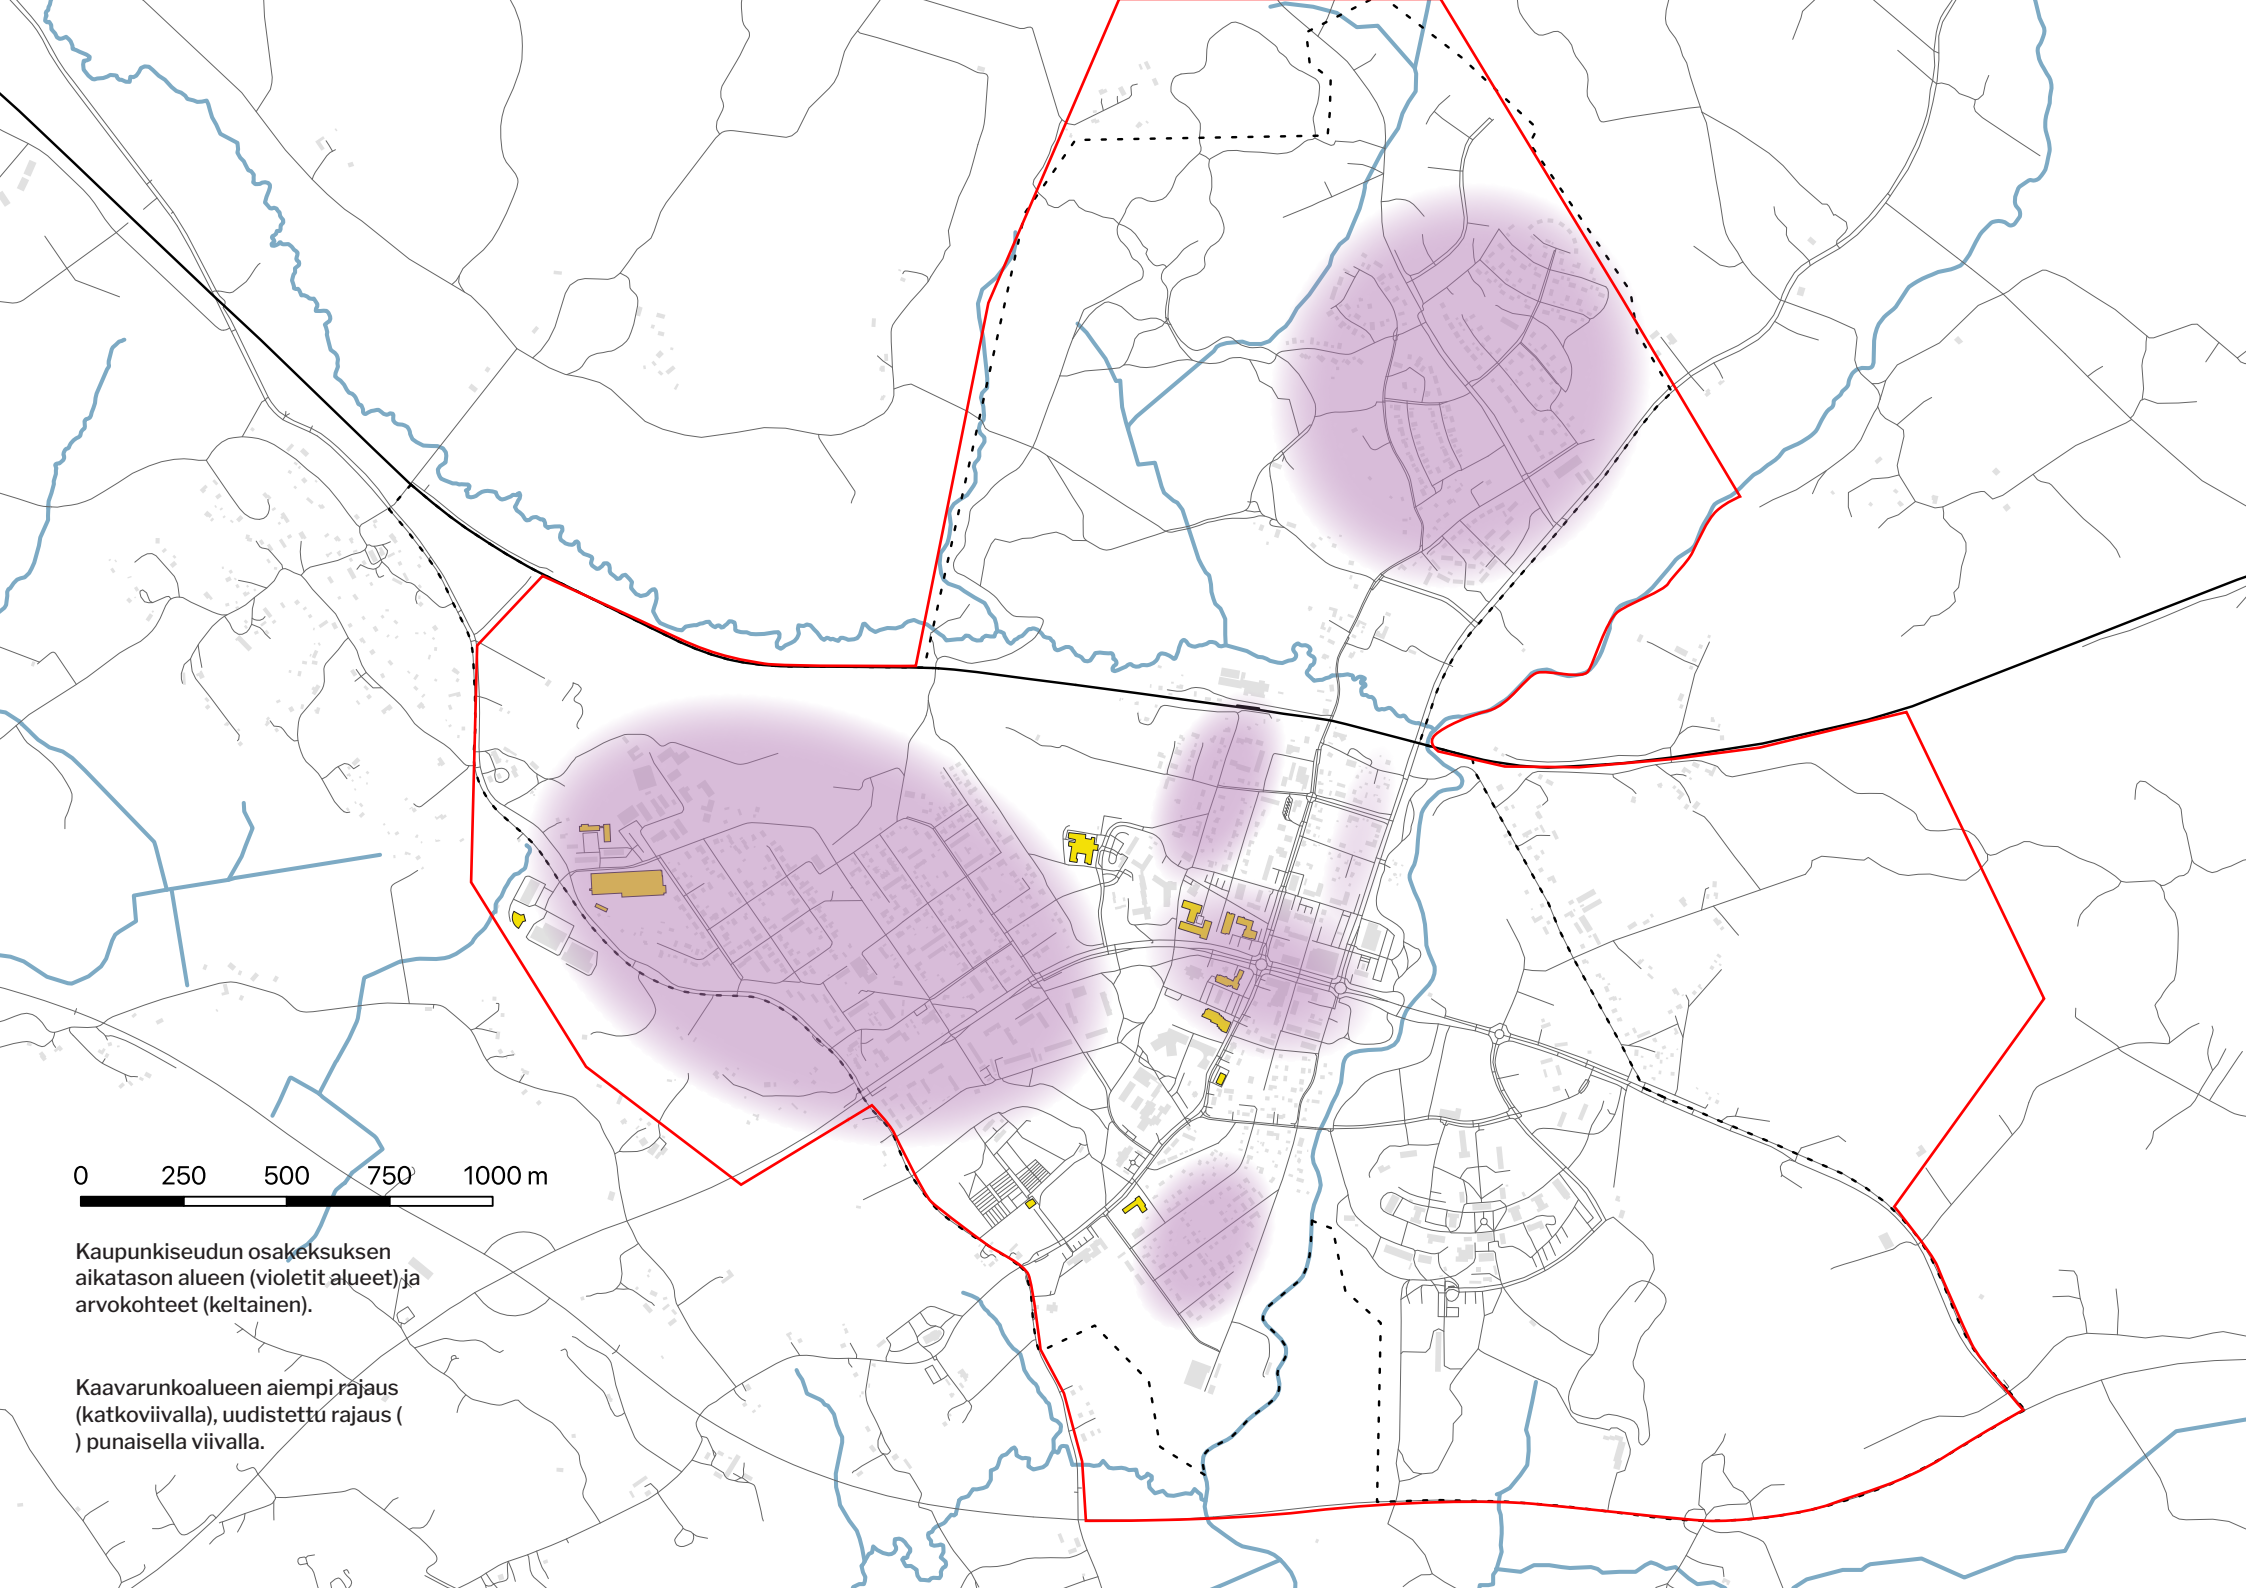 0 250 500 750 1000 m
Kaupunkiseudun osakeksuksen
aikatason alueen (violetit alueet) ja
arvokohteet (keltainen).
Kaavarunkoalueen aiempi rajaus
(katkoviivalla), uudistettu rajaus (
) punaisella viivalla.